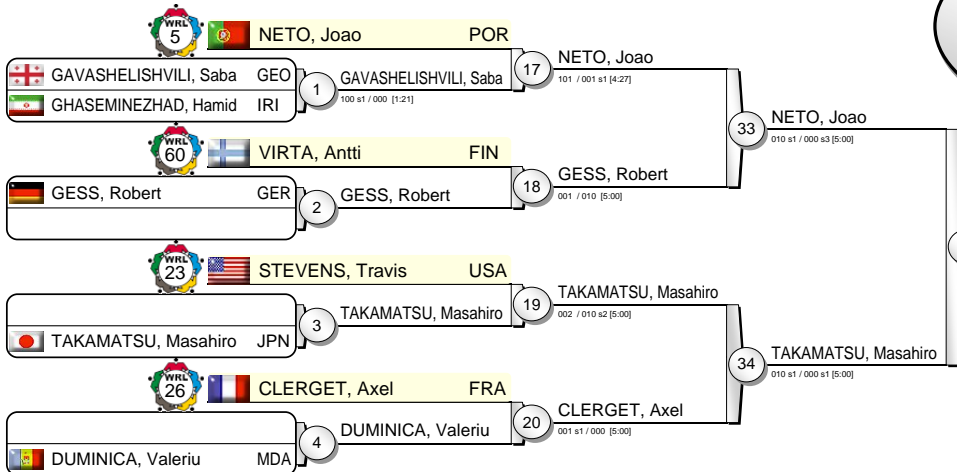 WRL
5
NETO, Joao POR
GAVASHELISHVILI, Saba GEO
GHASEMINEZHAD, Hamid IRI
1
GAVASHELISHVILI, Saba
100 s1 / 000 [1:21]
17
NETO, Joao
101 / 001 s1 [4:27]
WRL
60
VIRTA, Antti FIN
GESS, Robert GER
2
GESS, Robert
18
GESS, Robert
001 / 010 [5:00]
33
NETO, Joao
010 s1 / 000 s3 [5:00]
WRL
23
STEVENS, Travis USA
TAKAMATSU, Masahiro JPN
3
TAKAMATSU, Masahiro
19
TAKAMATSU, Masahiro
002 / 010 s2 [5:00]
WRL
26
CLERGET, Axel FRA
DUMINICA, Valeriu MDA
4
DUMINICA, Valeriu
20
CLERGET, Axel
001 s1 / 000 [5:00]
34
TAKAMATSU, Masahiro
010 s1 / 000 s1 [5:00]